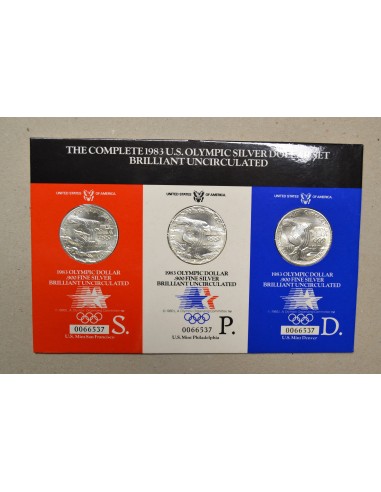 THE COMPLETE 1983 U.S. OLYMPIC SILVER DOLLAR SET
BRILLIANT UNCIRCULATED
UNITED STATES OF AMERICA.
1983 OLYMPIC DOLLAR
.900 FINE SILVER
BRILLIANT UNCIRCULATED
0066537
S.
U.S. Mint San Francisco
UNITED STATES OF AMERICA.
1983 OLYMPIC DOLLAR
.900 FINE SILVER
BRILLIANT UNCIRCULATED
0066537
P.
U.S. Mint Philadelphia
UNITED STATES OF AMERICA.
1983 OLYMPIC DOLLAR
.900 FINE SILVER
BRILLIANT UNCIRCULATED
0066537
D.
U.S. Mint Denver